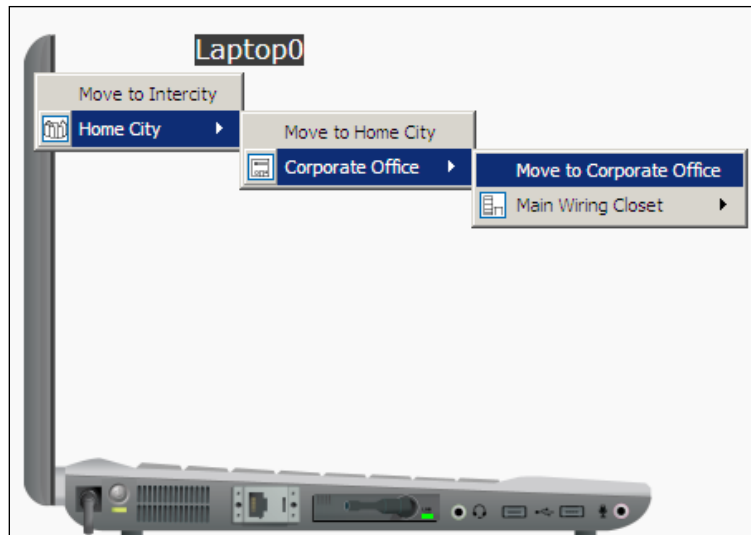 Laptop0
Move to Intercity
Home City
Move to Home City
Corporate Office
Move to Corporate Office
Main Wiring Closet